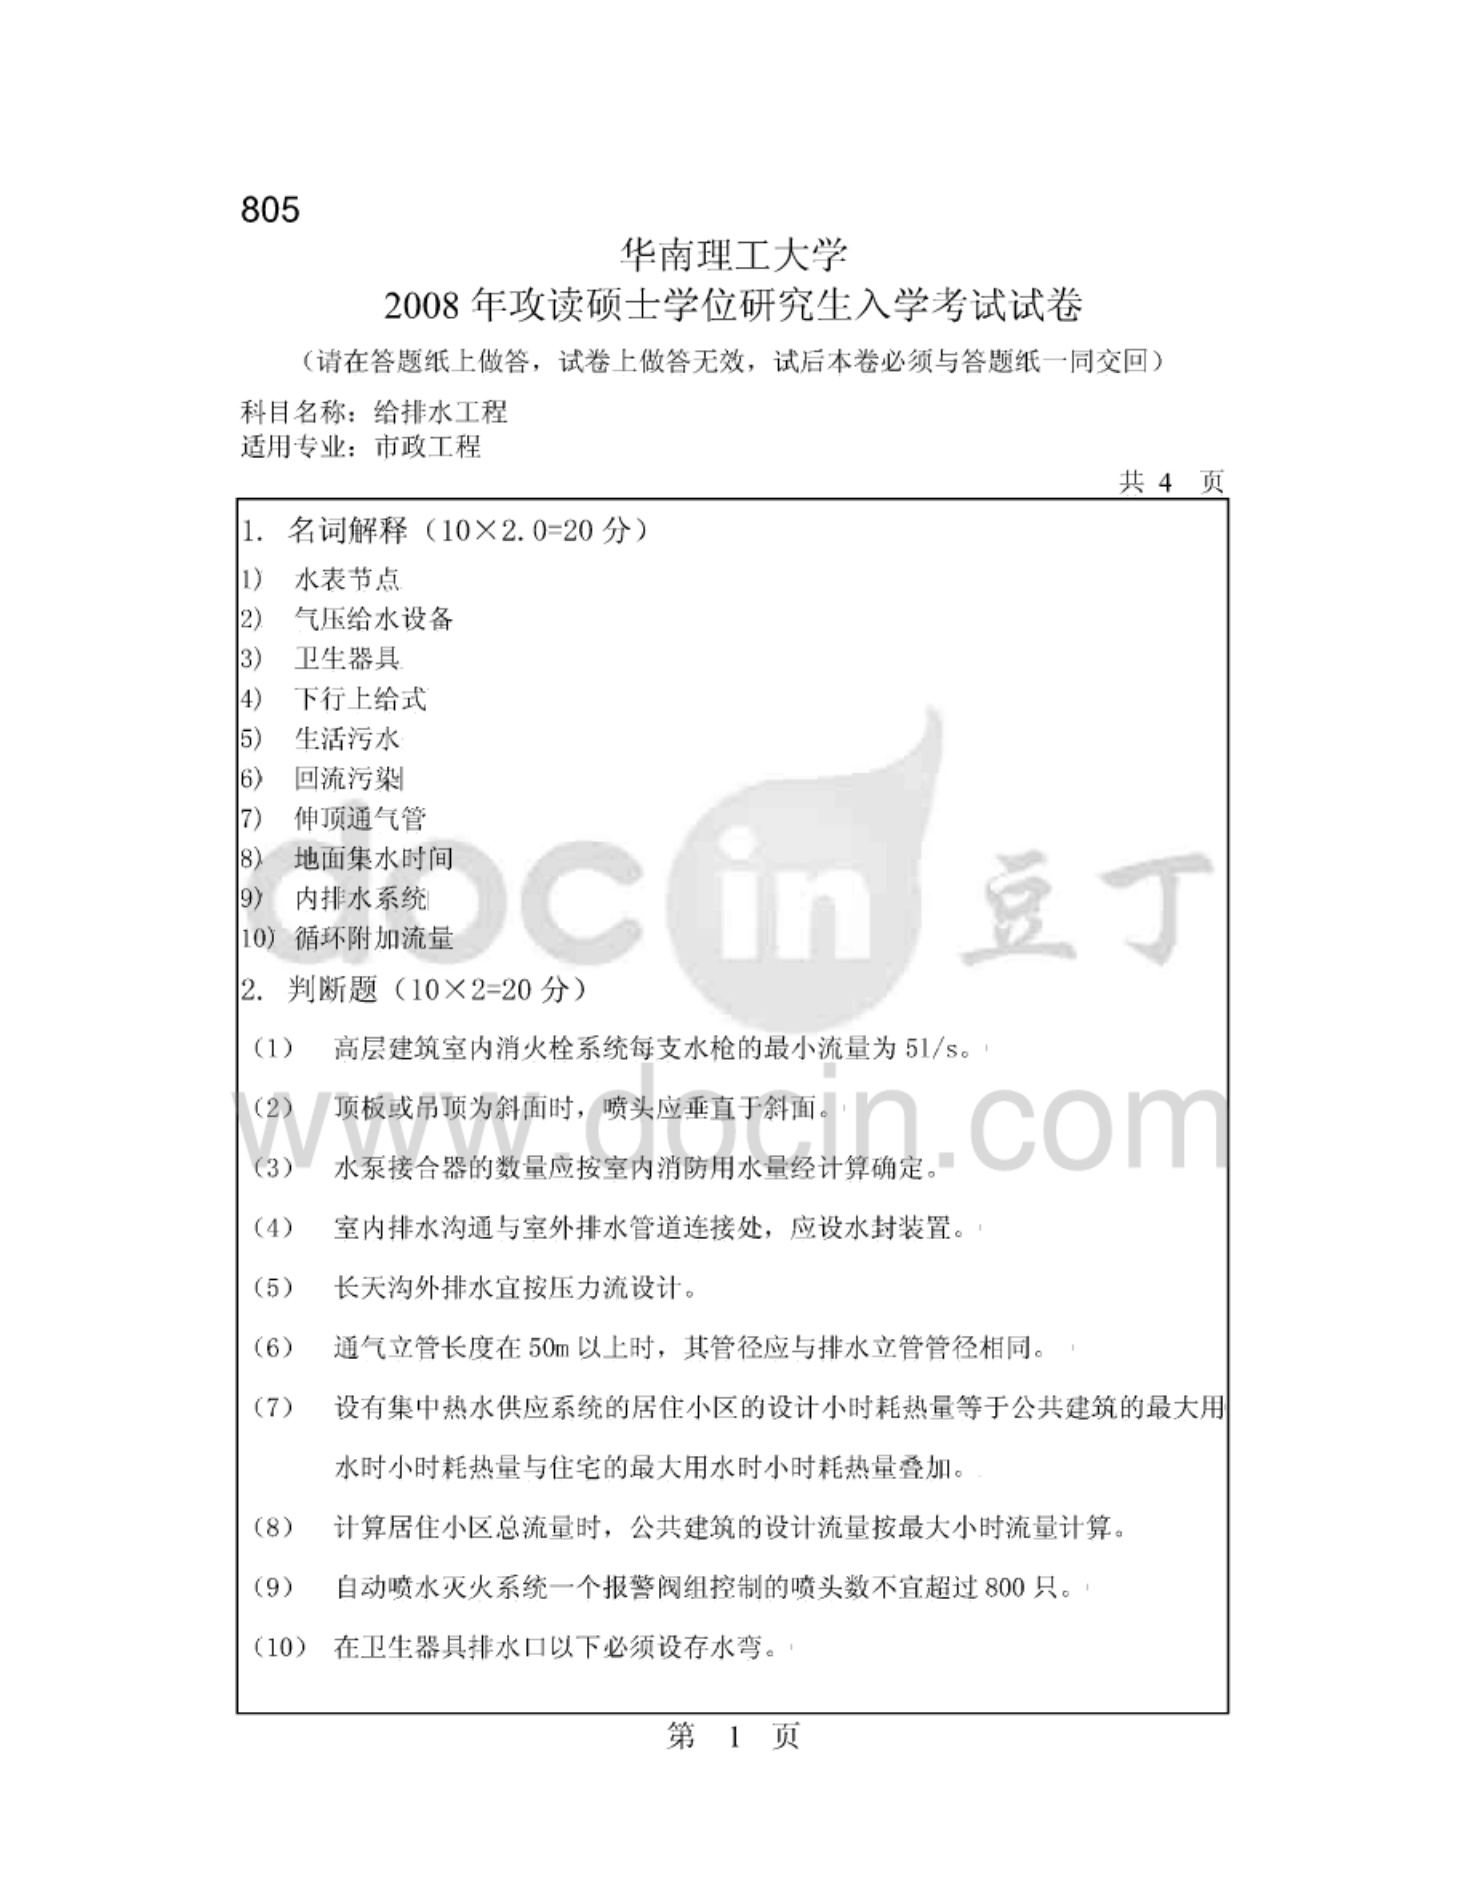 805
华南理工大学
2008 年攻读硕士学位研究生入学考试试卷
（请在答题纸上做答，试卷上做答无效，试后本卷必须与答题纸一同交回）
科目名称：给排水工程
适用专业：市政工程
共 4 页
1. 名词解释（10×2.0=20 分）
1) 水表节点
2) 气压给水设备
3) 卫生器具
4) 下行上给式
5) 生活污水
6) 回流污染
7) 伸顶通气管
8) 地面集水时间
9) 内排水系统
10) 循环附加流量
doc in 豆丁
2. 判断题（10×2=20 分）
（1） 高层建筑室内消火栓系统每支水枪的最小流量为 5l/s。
（2） 顶板或吊顶为斜面时，喷头应垂直于斜面。
www.docin.com
（3） 水泵接合器的数量应按室内消防用水量经计算确定。
（4） 室内排水沟通与室外排水管道连接处，应设水封装置。
（5） 长天沟外排水宜按压力流设计。
（6） 通气立管长度在 50m 以上时，其管径应与排水立管管径相同。
（7） 设有集中热水供应系统的居住小区的设计小时耗热量等于公共建筑的最大用
水时小时耗热量与住宅的最大用水时小时耗热量叠加。
（8） 计算居住小区总流量时，公共建筑的设计流量按最大小时流量计算。
（9） 自动喷水灭火系统一个报警阀组控制的喷头数不宜超过 800 只。
（10） 在卫生器具排水口以下必须设存水弯。
第 1 页